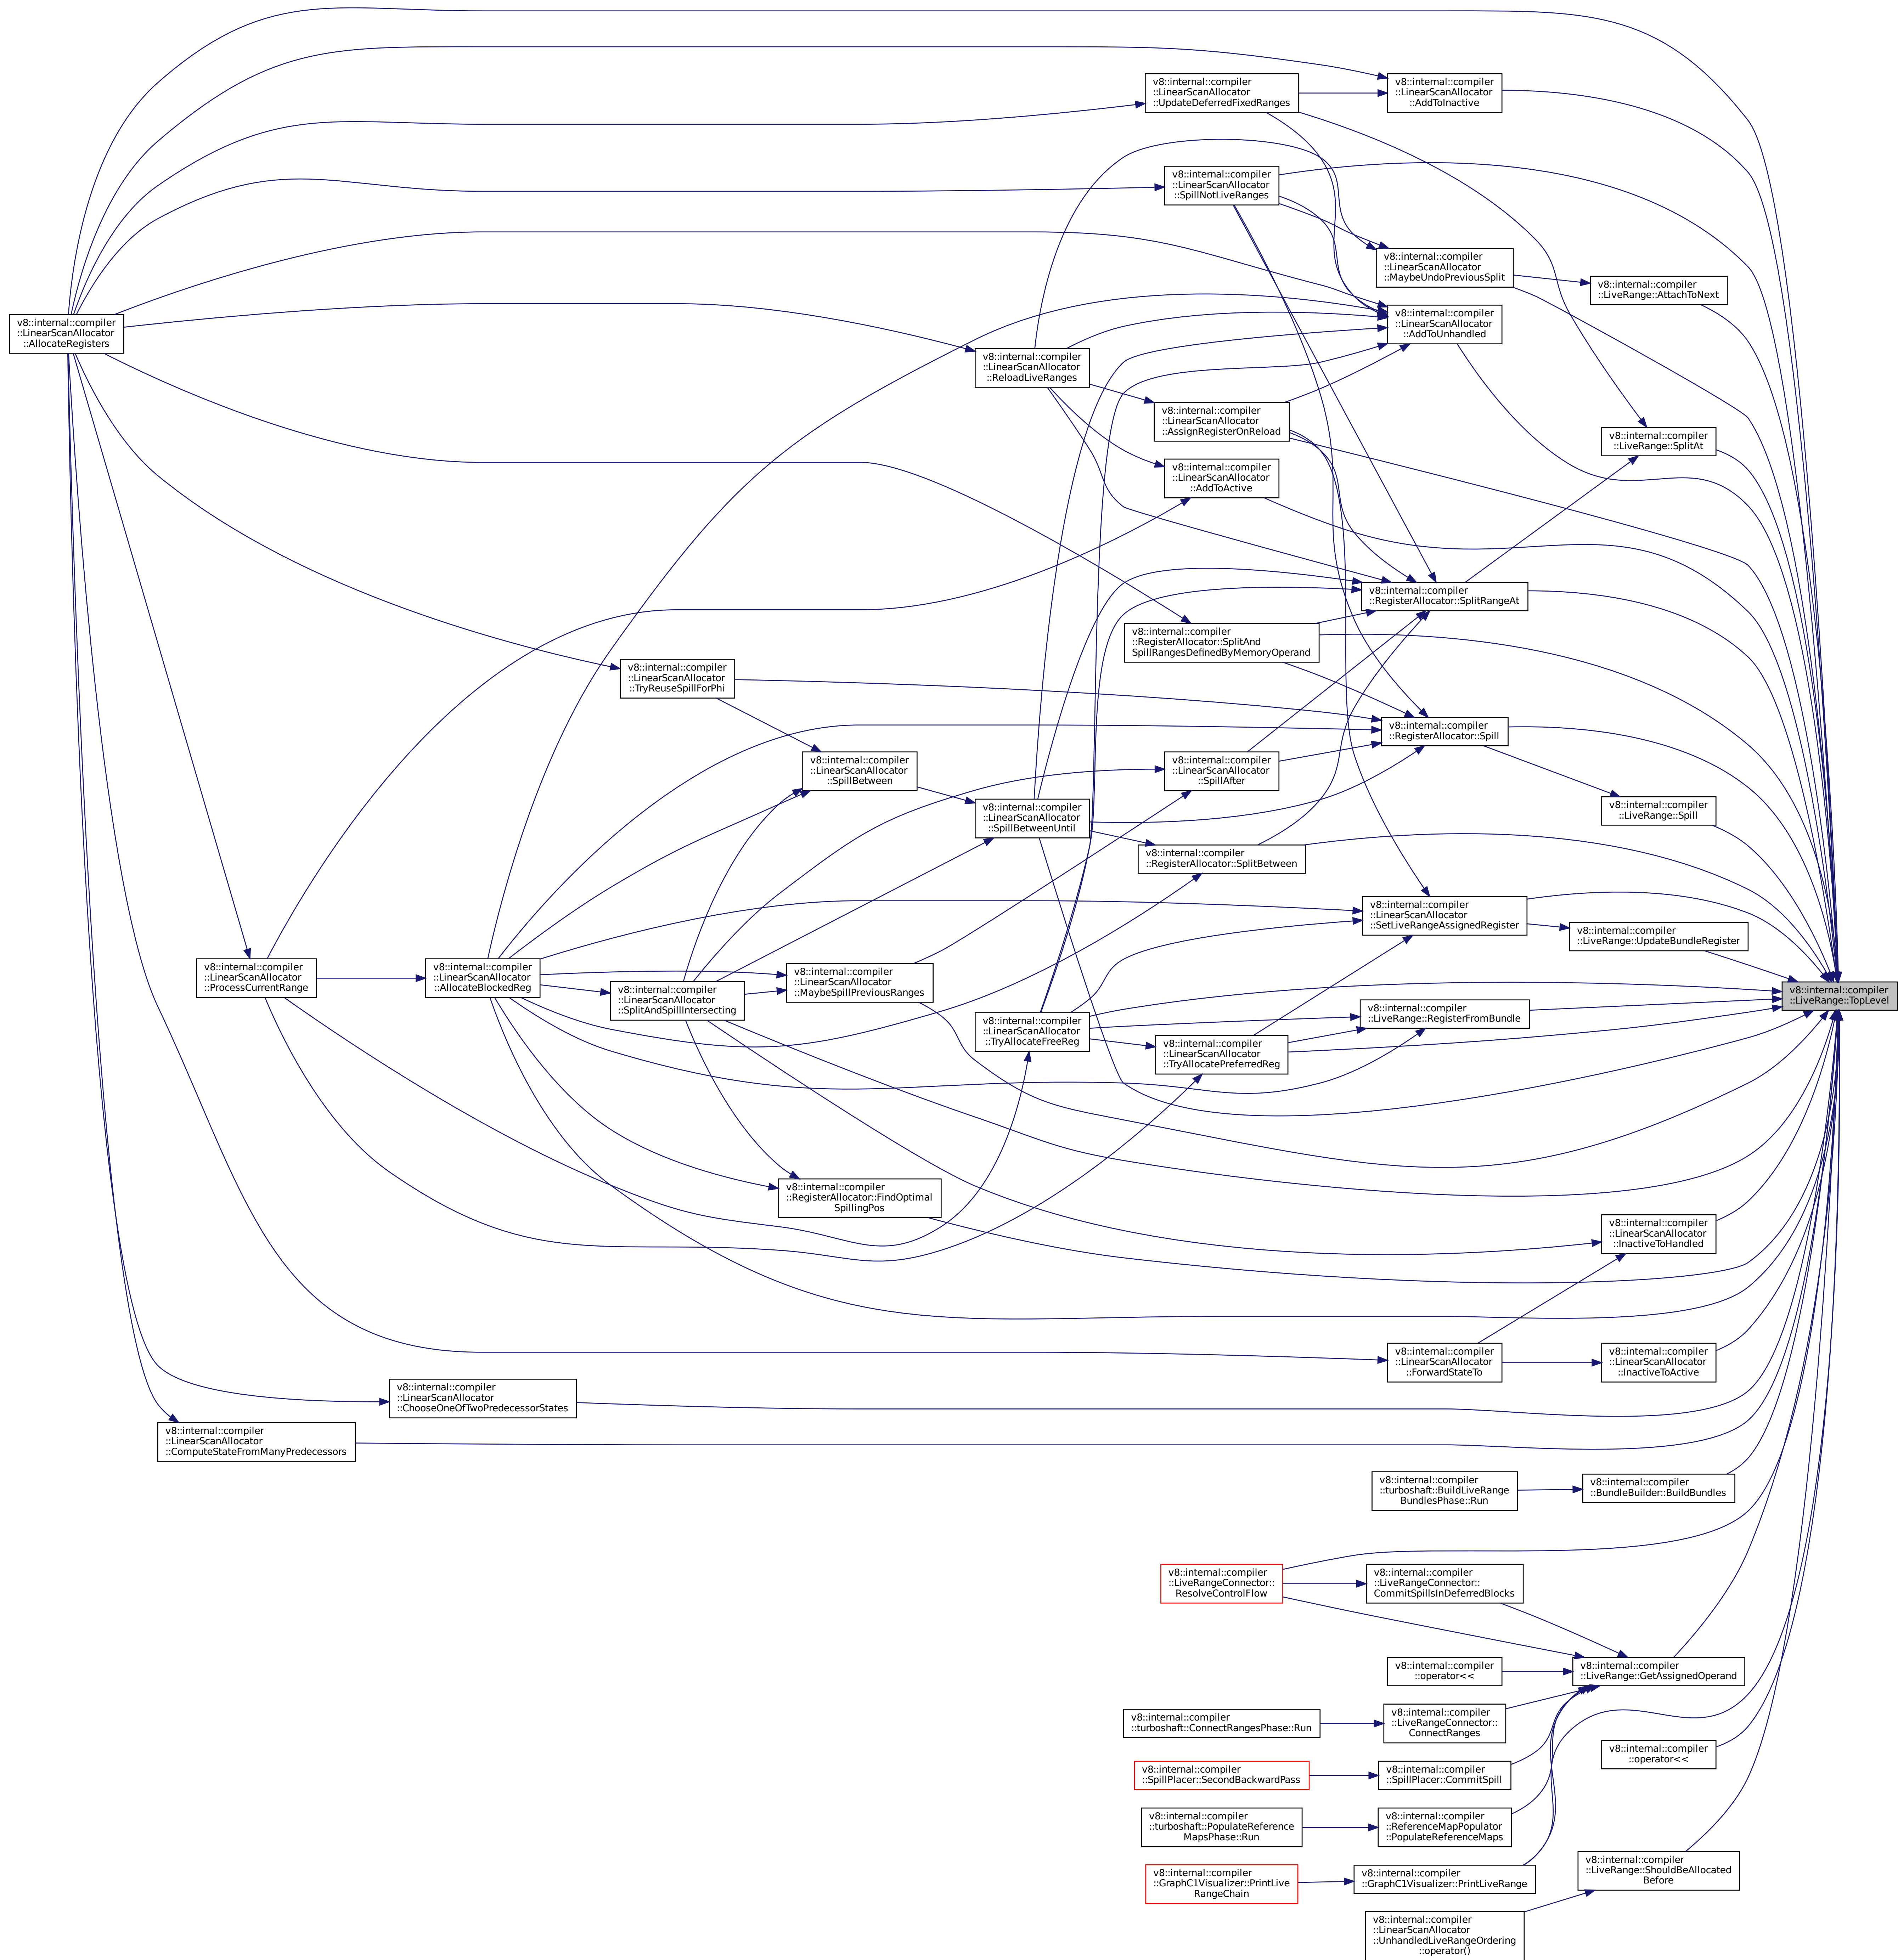 v8::internal::compiler
::LinearScanAllocator
::UpdateDeferredFixedRanges
v8::internal::compiler
::LinearScanAllocator
::AddToInactive
v8::internal::compiler
::LinearScanAllocator
::SpillNotLiveRanges
v8::internal::compiler
::LinearScanAllocator
::MaybeUndoPreviousSplit
v8::internal::compiler
::LiveRange::AttachToNext
v8::internal::compiler
::LinearScanAllocator
::AddToUnhandled
v8::internal::compiler
::LinearScanAllocator
::AllocateRegisters
v8::internal::compiler
::LinearScanAllocator
::ReloadLiveRanges
v8::internal::compiler
::LinearScanAllocator
::AssignRegisterOnReload
v8::internal::compiler
::LiveRange::SplitAt
v8::internal::compiler
::LinearScanAllocator
::AddToActive
v8::internal::compiler
::RegisterAllocator::SplitRangeAt
v8::internal::compiler
::RegisterAllocator::SplitAnd
SpillRangesDefinedByMemoryOperand
v8::internal::compiler
::LinearScanAllocator
::TryReuseSpillForPhi
v8::internal::compiler
::RegisterAllocator::Spill
v8::internal::compiler
::LinearScanAllocator
::SpillBetween
v8::internal::compiler
::LinearScanAllocator
::SpillAfter
v8::internal::compiler
::LinearScanAllocator
::SpillBetweenUntil
v8::internal::compiler
::LiveRange::Spill
v8::internal::compiler
::RegisterAllocator::SplitBetween
v8::internal::compiler
::LinearScanAllocator
::SetLiveRangeAssignedRegister
v8::internal::compiler
::LiveRange::UpdateBundleRegister
v8::internal::compiler
::LinearScanAllocator
::ProcessCurrentRange
v8::internal::compiler
::LinearScanAllocator
::AllocateBlockedReg
v8::internal::compiler
::LinearScanAllocator
::SplitAndSpillIntersecting
v8::internal::compiler
::LinearScanAllocator
::MaybeSpillPreviousRanges
v8::internal::compiler
::LiveRange::TopLevel
v8::internal::compiler
::LinearScanAllocator
::TryAllocateFreeReg
v8::internal::compiler
::LiveRange::RegisterFromBundle
v8::internal::compiler
::LinearScanAllocator
::TryAllocatePreferredReg
v8::internal::compiler
::RegisterAllocator::FindOptimal
SpillingPos
v8::internal::compiler
::LinearScanAllocator
::InactiveToHandled
v8::internal::compiler
::LinearScanAllocator
::ForwardStateTo
v8::internal::compiler
::LinearScanAllocator
::InactiveToActive
v8::internal::compiler
::LinearScanAllocator
::ChooseOneOfTwoPredecessorStates
v8::internal::compiler
::LinearScanAllocator
::ComputeStateFromManyPredecessors
v8::internal::compiler
::turboshaft::BuildLiveRange
BundlesPhase::Run
v8::internal::compiler
::BundleBuilder::BuildBundles
v8::internal::compiler
::LiveRangeConnector::
ResolveControlFlow
v8::internal::compiler
::LiveRangeConnector::
CommitSpillsInDeferredBlocks
v8::internal::compiler
::operator<<
v8::internal::compiler
::LiveRange::GetAssignedOperand
v8::internal::compiler
::turboshaft::ConnectRangesPhase::Run
v8::internal::compiler
::LiveRangeConnector::
ConnectRanges
v8::internal::compiler
::operator<<
v8::internal::compiler
::SpillPlacer::SecondBackwardPass
v8::internal::compiler
::SpillPlacer::CommitSpill
v8::internal::compiler
::turboshaft::PopulateReference
MapsPhase::Run
v8::internal::compiler
::ReferenceMapPopulator
::PopulateReferenceMaps
v8::internal::compiler
::GraphC1Visualizer::PrintLive
RangeChain
v8::internal::compiler
::GraphC1Visualizer::PrintLiveRange
v8::internal::compiler
::LiveRange::ShouldBeAllocated
Before
v8::internal::compiler
::LinearScanAllocator
::UnhandledLiveRangeOrdering
::operator()